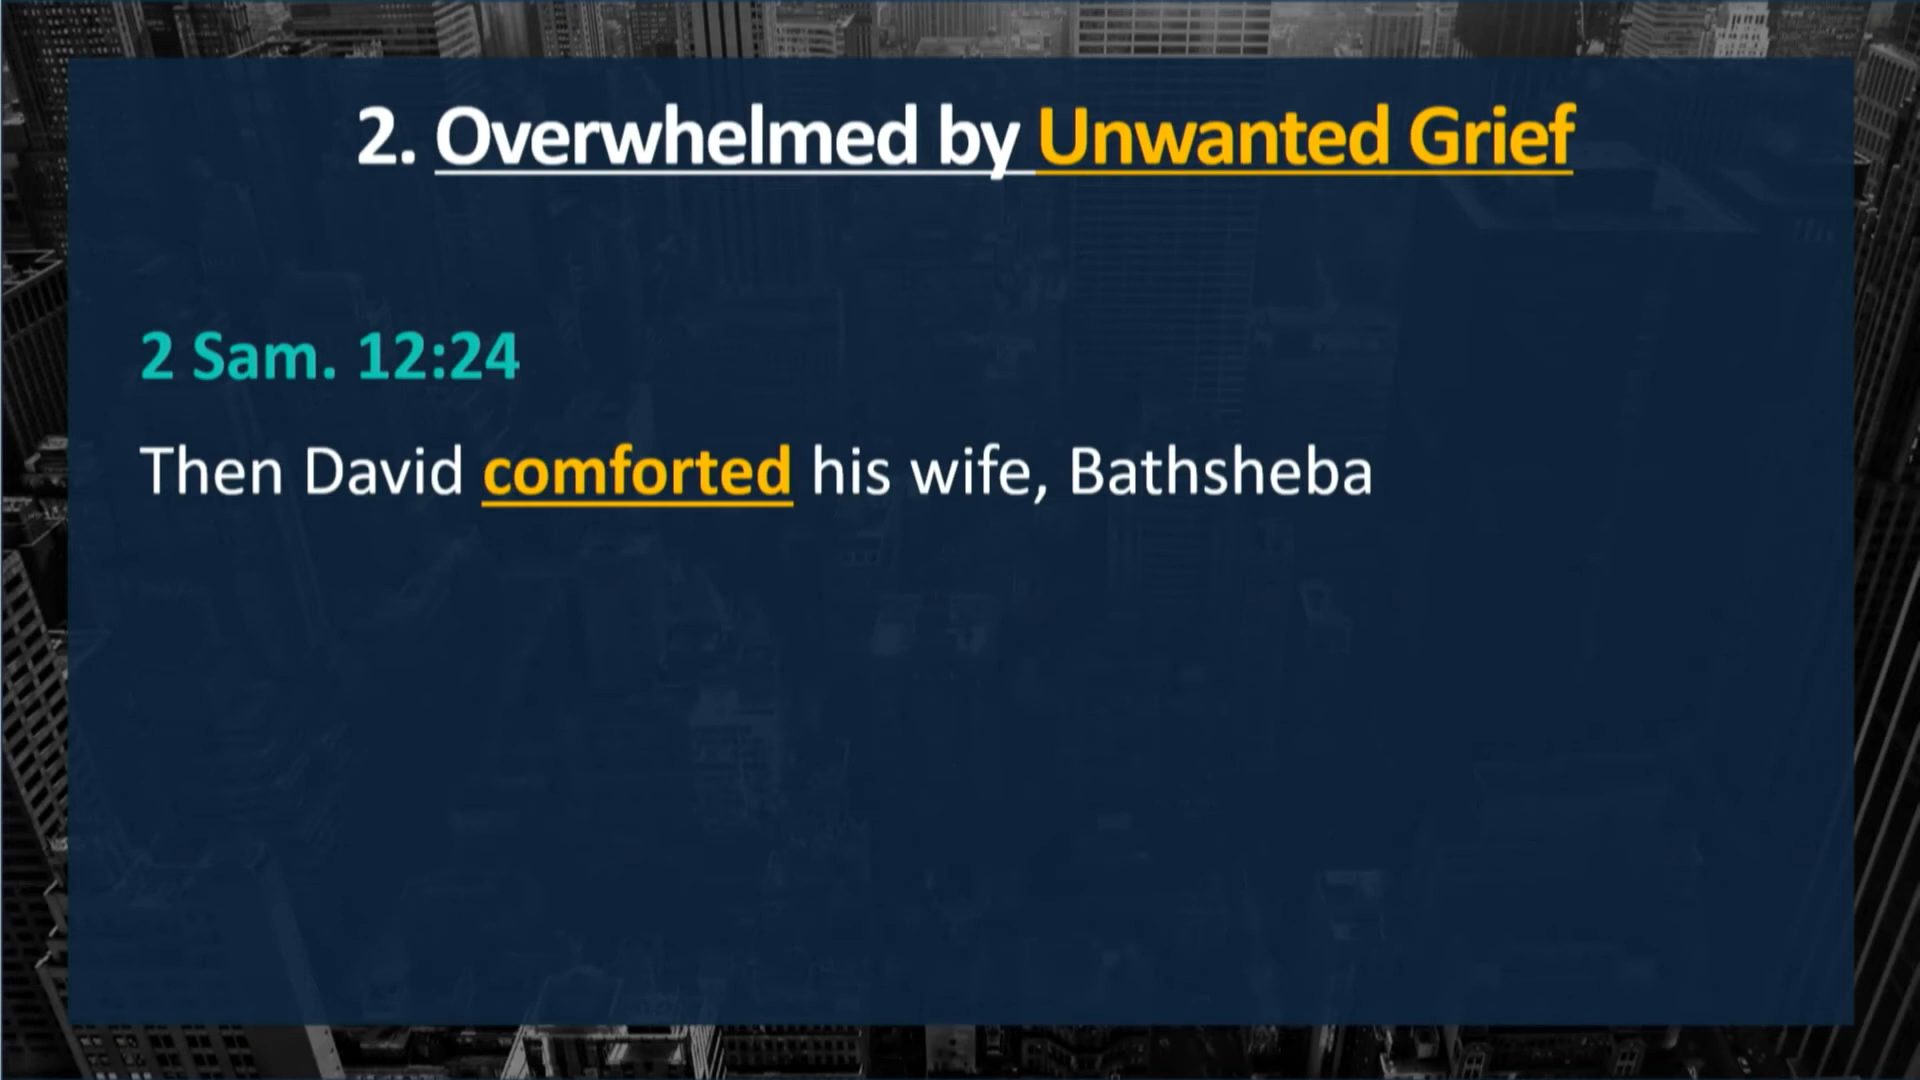 2. Overwhelmed by Unwanted Grief
2 Sam. 12:24
Then David comforted his wife, Bathsheba